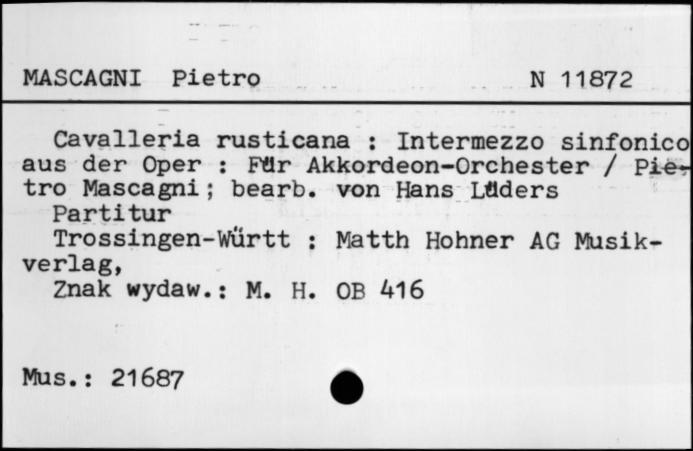 MASCAGNI Pietro N 11872
Cavalleria rusticana : Intermezzo sinfonico
aus der Oper : Für Akkordeon-Orchester / Pie-
tro Mascagni; bearb. von Hans Lüders
Partitur
Trossingen-Württ : Matth Hohner AG Musik-
verlag,
Znak wydaw.: M. H. OB 416
Mus.: 21687